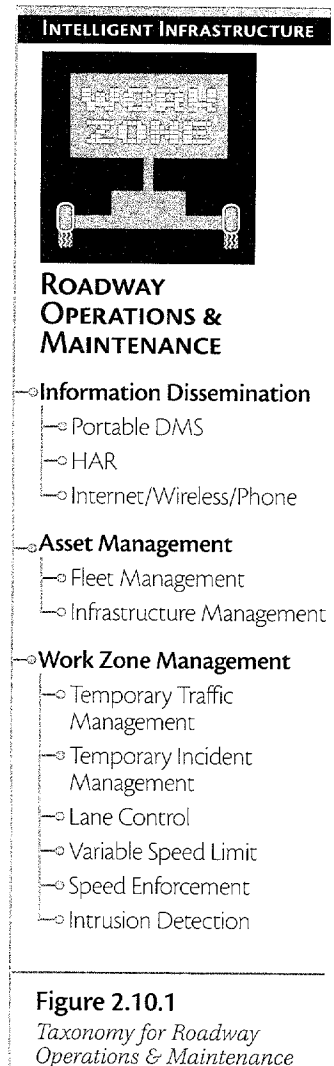 INTELLIGENT INFRASTRUCTURE
WORK
ZONE
ROADWAY
OPERATIONS &
MAINTENANCE
Information Dissemination
Portable DMS
HAR
Internet/Wireless/Phone
Asset Management
Fleet Management
Infrastructure Management
Work Zone Management
Temporary Traffic
Management
Temporary Incident
Management
Lane Control
Variable Speed Limit
Speed Enforcement
Intrusion Detection
Figure 2.10.1
Taxonomy for Roadway
Operations & Maintenance